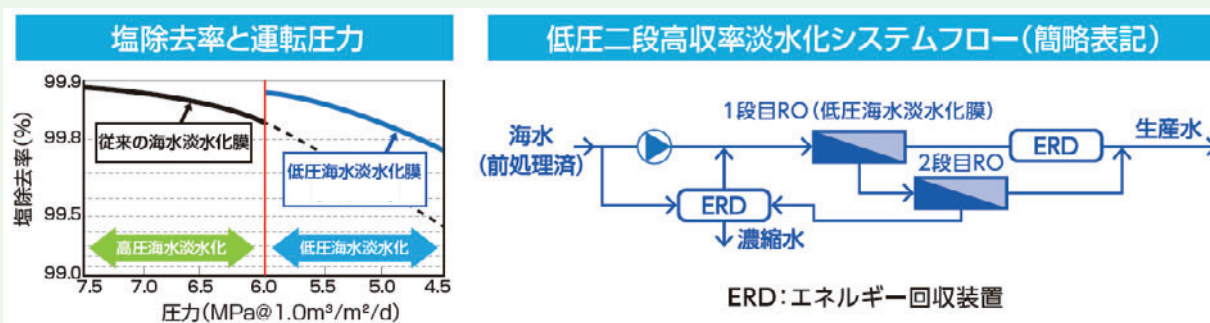 塩除去率と運転圧力
99.9
99.8
99.5
99.0
塩除去率(%)
従来の海水淡水化膜
低圧海水淡水化膜
高圧海水淡水化
低圧海水淡水化
7.5 7.0 6.5 6.0 5.5 5.0 4.5
圧力(MPa@1.0m³/m²/d)
低圧二段高収率淡水化システムフロー(簡略表記)
海水
(前処理済)
1段目RO(低圧海水淡水化膜)
ERD
生産水
2段目RO
ERD
濃縮水
ERD:エネルギー回収装置